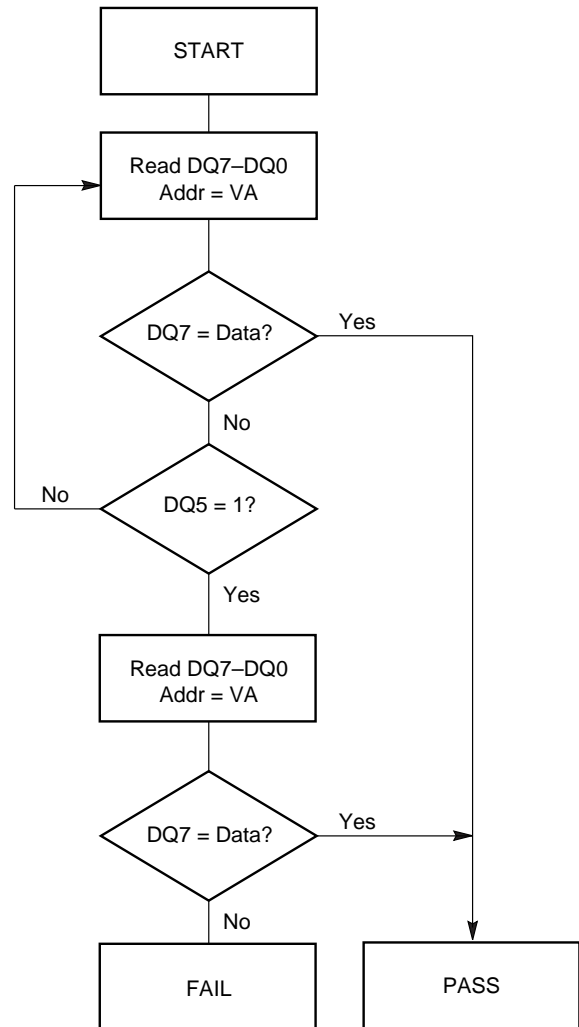 START
Read DQ7–DQ0
Addr = VA
DQ7 = Data?
Yes
No
No
DQ5 = 1?
Yes
Read DQ7–DQ0
Addr = VA
DQ7 = Data?
Yes
No
FAIL
PASS